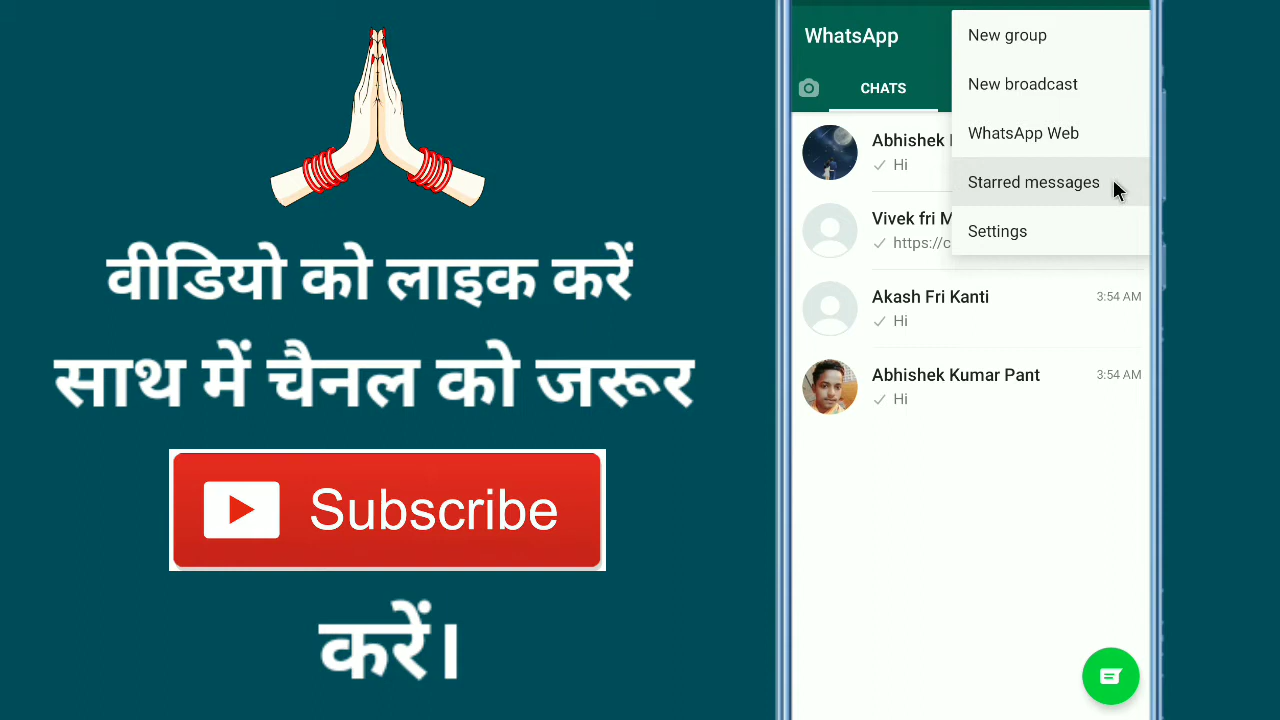 वीडियो को लाइक करें
साथ में चैनल को जरूर
Subscribe
करें।
WhatsApp
CHATS
New group
New broadcast
WhatsApp Web
Starred messages
Settings
Abhishek
Hi
Vivek fri
https://c
Akash Fri Kanti
3:54 AM
Hi
Abhishek Kumar Pant
3:54 AM
Hi